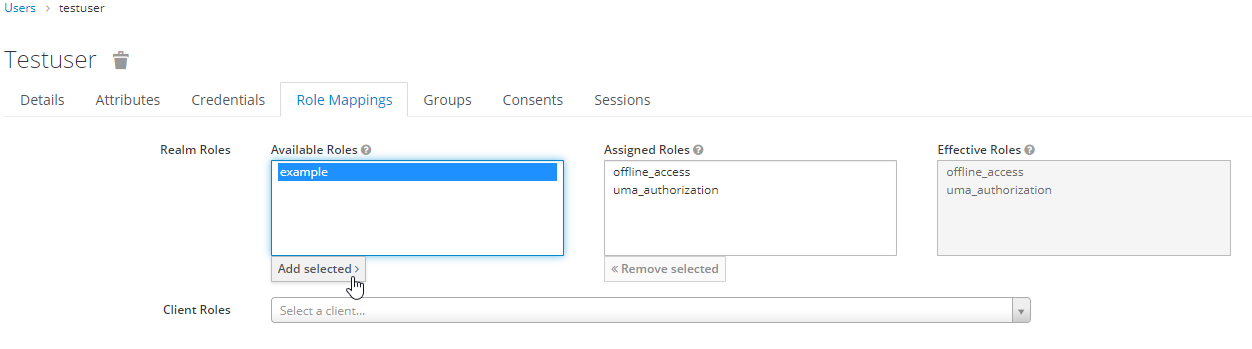 Users > testuser
Testuser
Details Attributes Credentials Role Mappings Groups Consents Sessions
Realm Roles Available Roles Assigned Roles Effective Roles
example offline_access offline_access
uma_authorization uma_authorization
Add selected > « Remove selected
Client Roles Select a client...